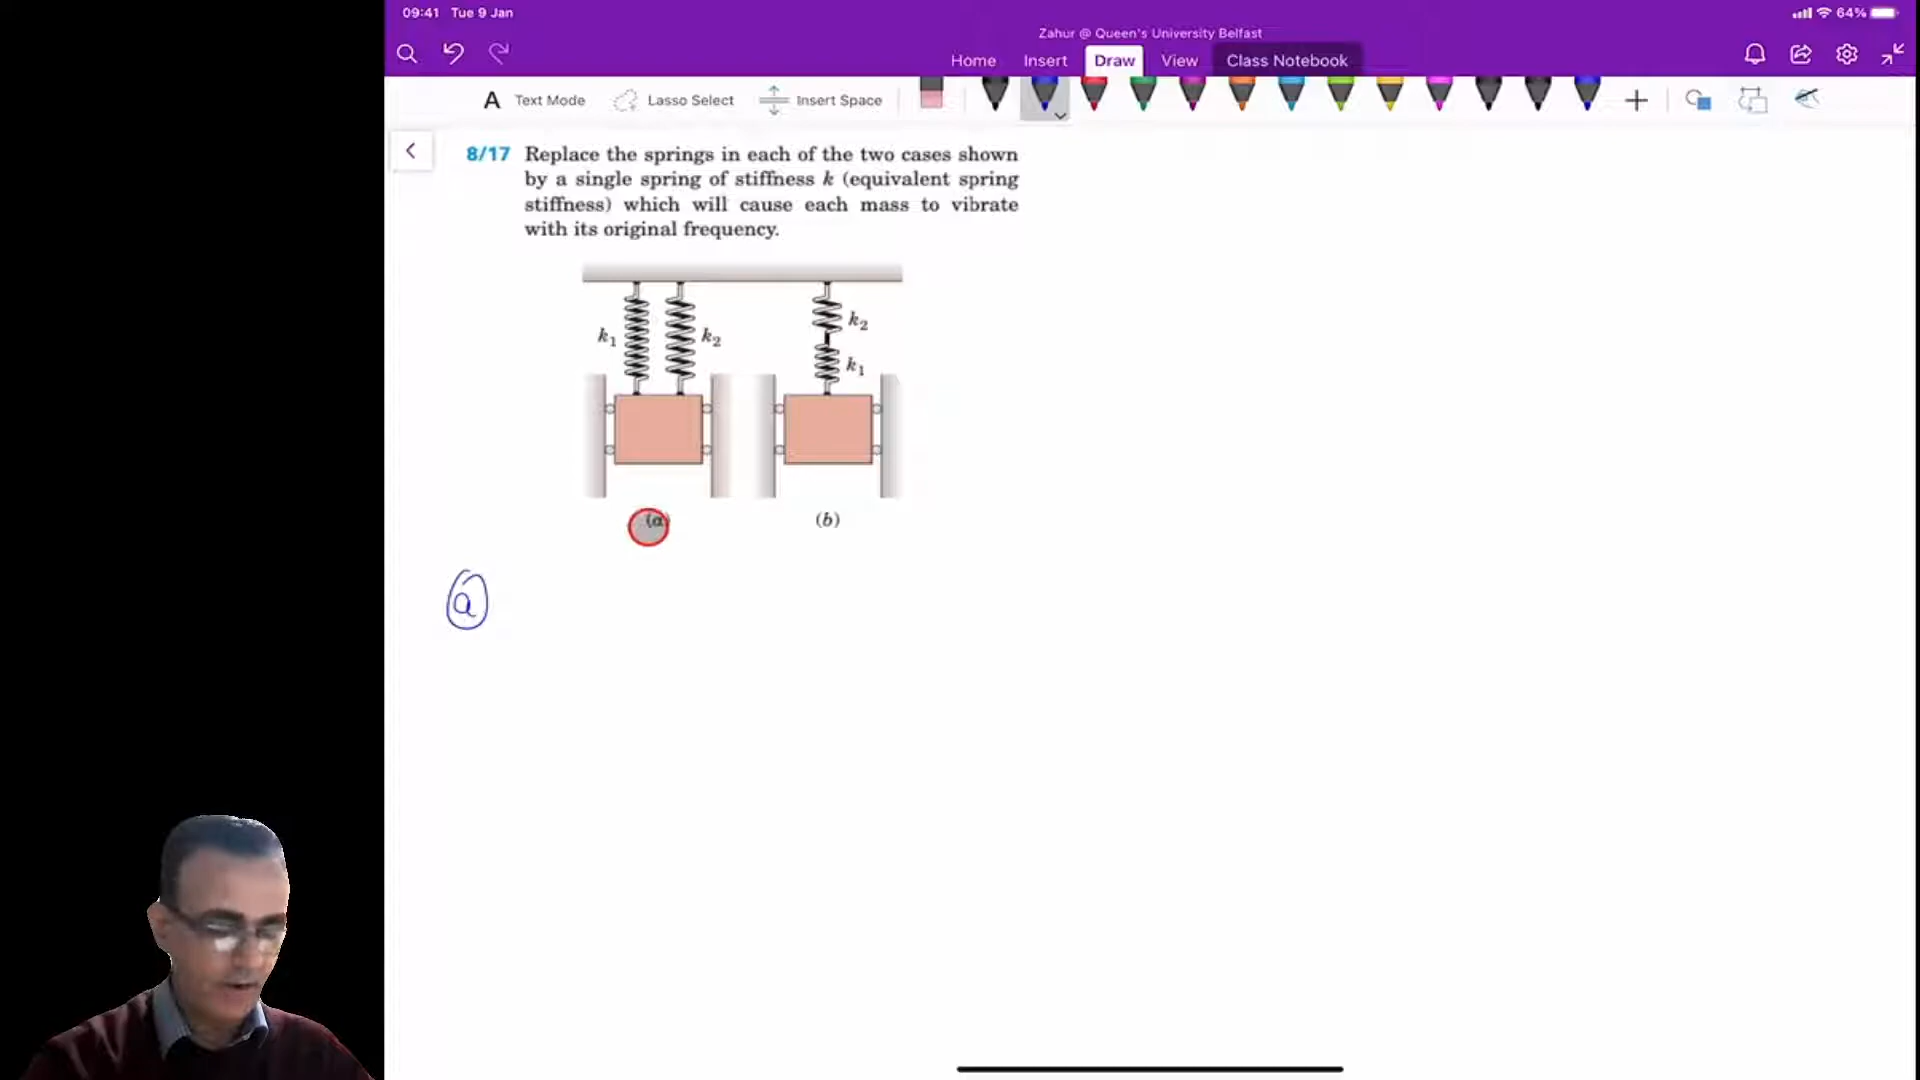 09:41 Tue 9 Jan
64%
Zahur @ Queen's University Belfast
Home Insert Draw View Class Notebook
A Text Mode Lasso Select Insert Space
8/17 Replace the springs in each of the two cases shown
by a single spring of stiffness k (equivalent spring
stiffness) which will cause each mass to vibrate
with its original frequency.
k1 k2 k2
k1
(a) (b)
a